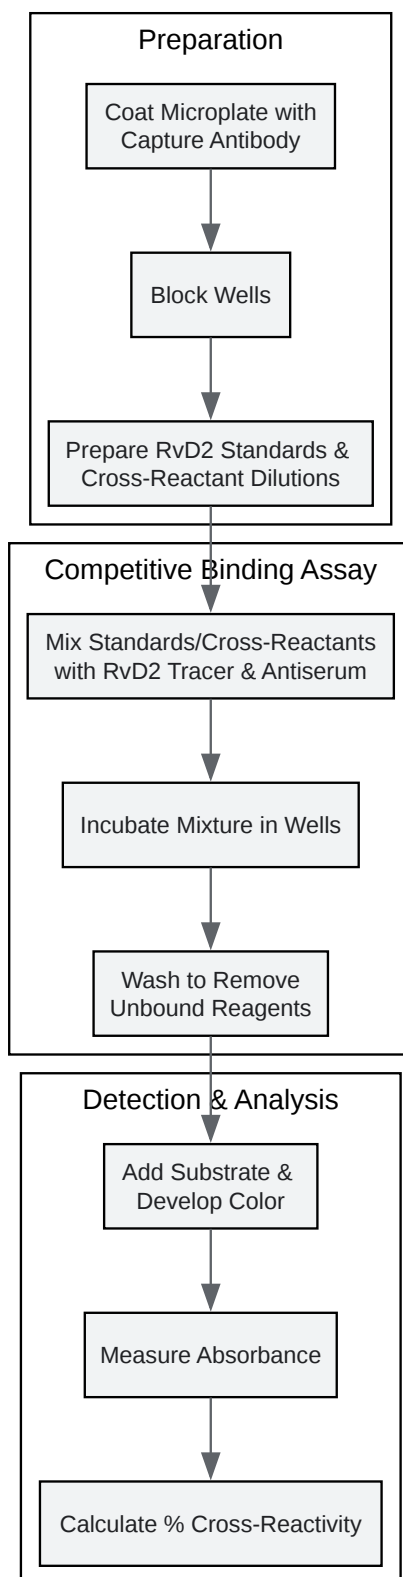 Preparation
Coat Microplate with
Capture Antibody
Block Wells
Prepare RvD2 Standards &
Cross-Reactant Dilutions
Competitive Binding Assay
Mix Standards/Cross-Reactants
with RvD2 Tracer & Antiserum
Incubate Mixture in Wells
Wash to Remove
Unbound Reagents
Detection & Analysis
Add Substrate &
Develop Color
Measure Absorbance
Calculate % Cross-Reactivity